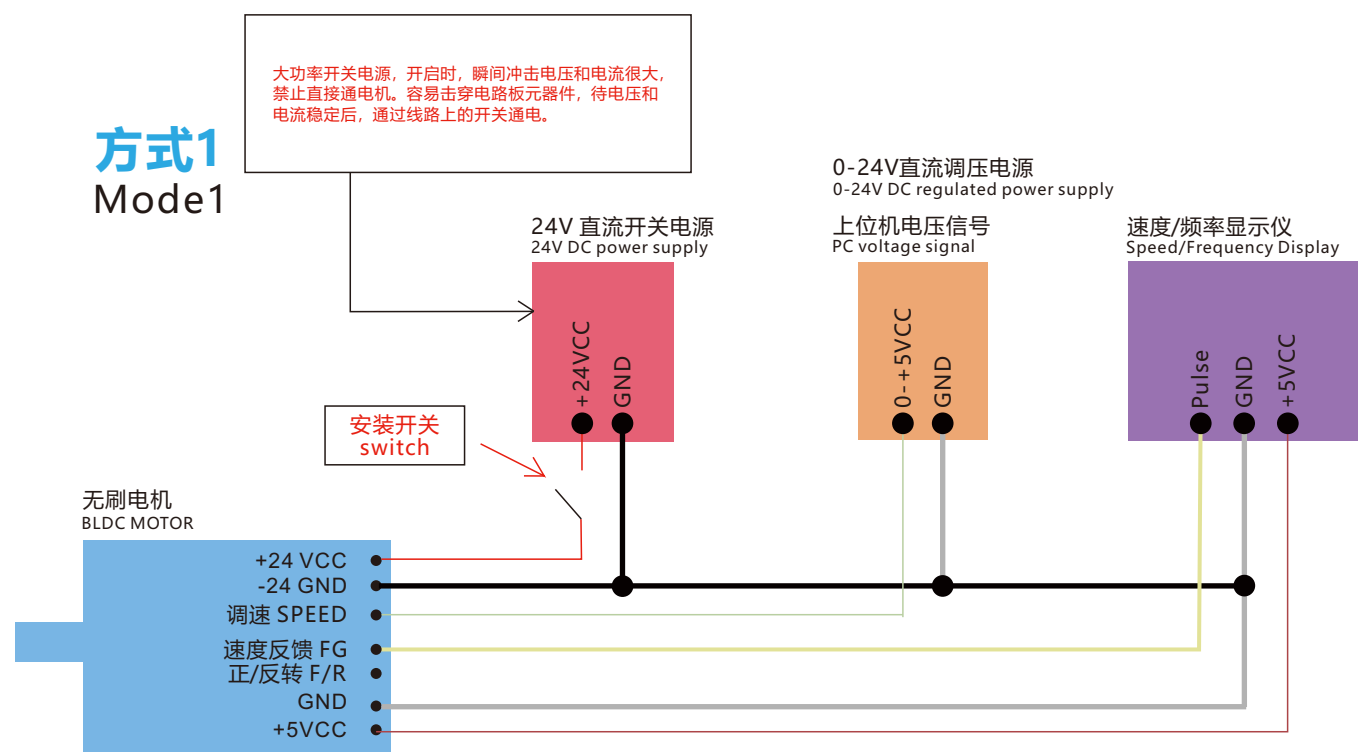 大功率开关电源，开启时，瞬间冲击电压和电流很大，
禁止直接通电机。容易击穿电路板元器件，待电压和
电流稳定后，通过线路上的开关通电。
方式1
Mode1
24V 直流开关电源
24V DC power supply
0-24V直流调压电源
0-24V DC regulated power supply
上位机电压信号
PC voltage signal
速度/频率显示仪
Speed/Frequency Display
+24VCC
GND
0-+5VCC
GND
Pulse
GND
+5VCC
安装开关
switch
无刷电机
BLDC MOTOR
+24 VCC
-24 GND
调速 SPEED
速度反馈 FG
正/反转 F/R
GND
+5VCC